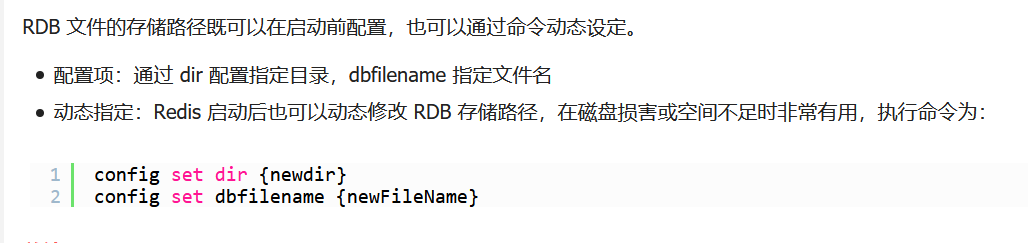 RDB 文件的存储路径既可以在启动前配置，也可以通过命令动态设定。
● 配置项：通过 dir 配置指定目录，dbfilename 指定文件名
● 动态指定：Redis 启动后也可以动态修改 RDB 存储路径，在磁盘损害或空间不足时非常有用，执行命令为：
1 config set dir {newdir}
2 config set dbfilename {newFileName}